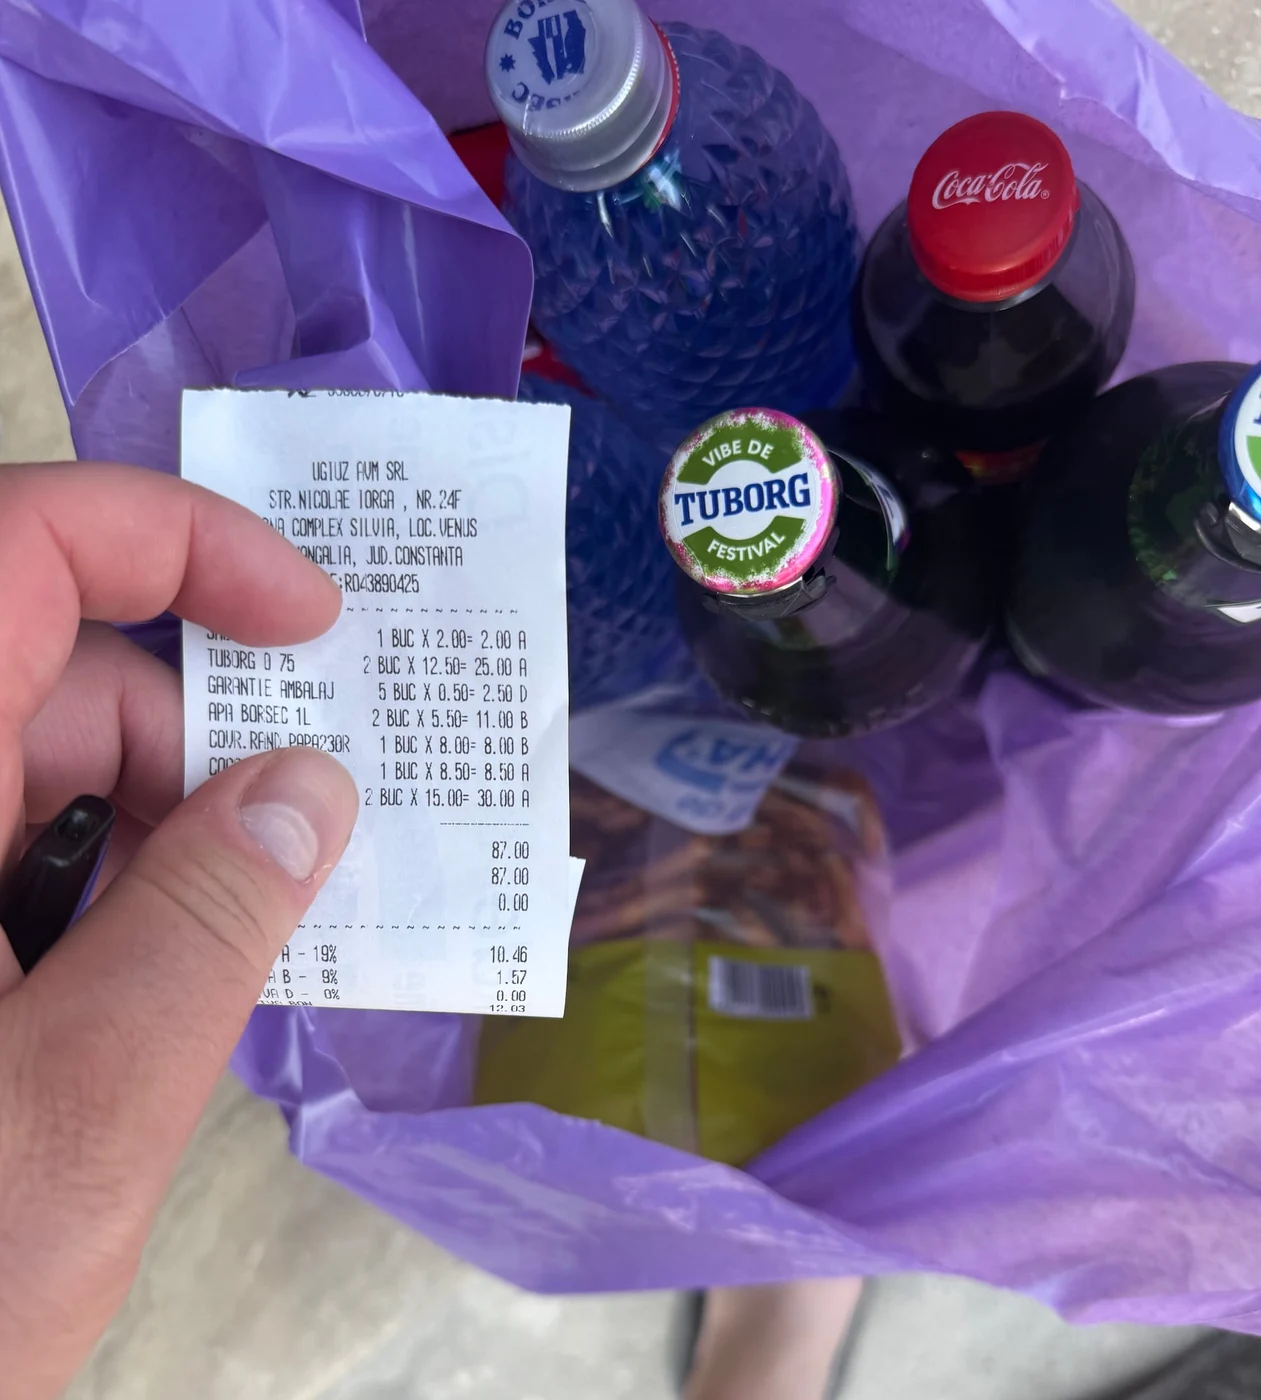 BORSEC
Coca-Cola®
VIBE DE
TUBORG
FESTIVAL
UGIUZ AVM SRL
STR.NICOLAE IORGA , NR.24F
COMPLEX SILVIA, LOC.VENUS
JUD.CONSTANTA
RO43890425
1 BUC X 2.00= 2.00 A
TUBORG 0 75 2 BUC X 12.50= 25.00 A
GARANTIE AMBALAJ 5 BUC X 0.50= 2.50 D
APA BORSEC 1L 2 BUC X 5.50= 11.00 B
COVR.RAND PAPA230R 1 BUC X 8.00= 8.00 B
1 BUC X 8.50= 8.50 A
2 BUC X 15.00= 30.00 A
87.00
87.00
0.00
A - 19% 10.46
B - 9% 1.57
D - 0% 0.00
12.03